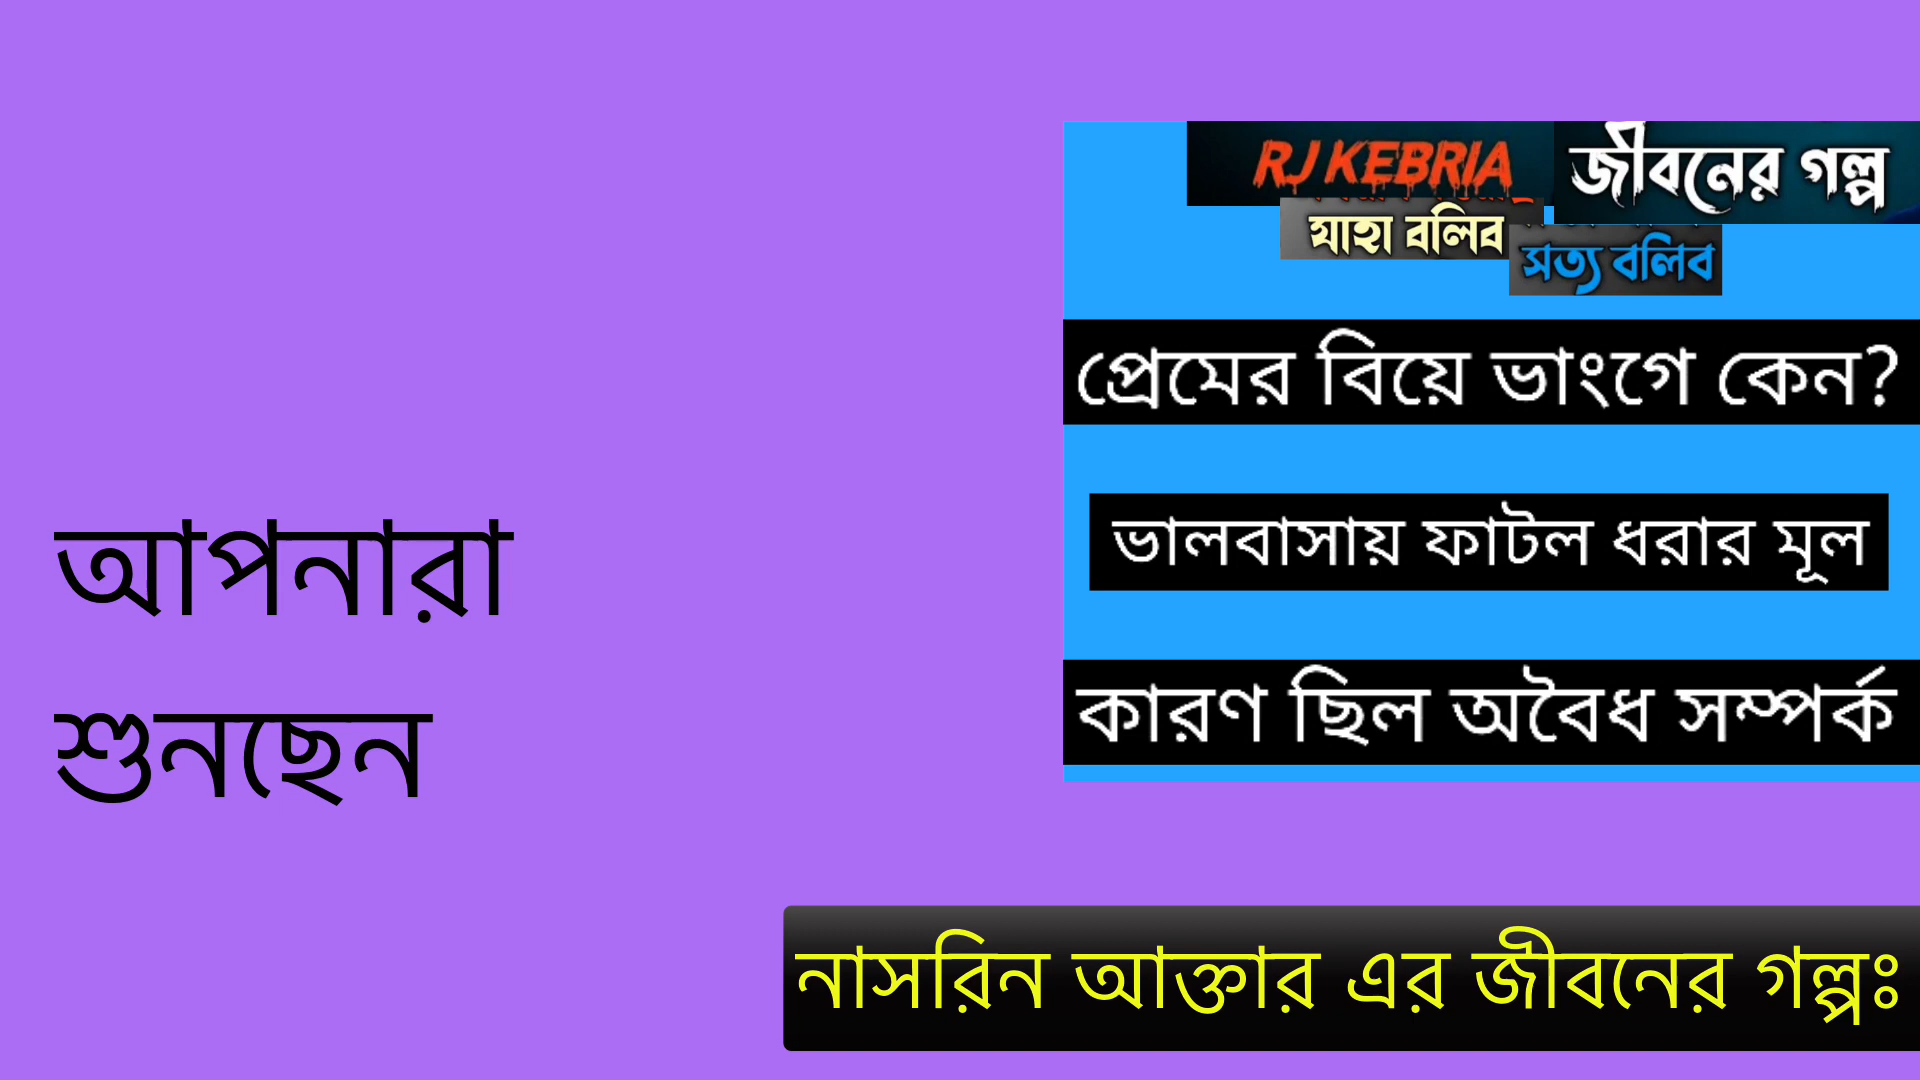 RJ KEBRIA
জীবনের গল্প
যাহা বলিব
সত্য বলিব
প্রেমের বিয়ে ভাংগে কেন?
ভালবাসায় ফাটল ধরার মূল
কারণ ছিল অবৈধ সম্পর্ক
আপনারা
শুনছেন
নাসরিন আক্তার এর জীবনের গল্পঃ